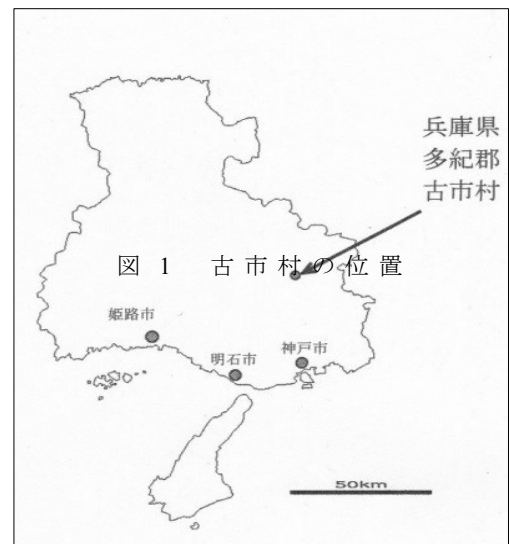 兵庫県
多紀郡
古市村
図 1 古市村の位置
姫路市
明石市
神戸市
50km